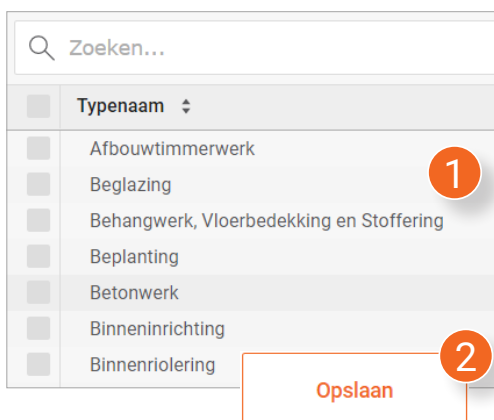 Zoeken...
Typenaam
Afbouwtimmerwerk
1
Beglazing
Behangwerk, Vloerbedekking en Stoffering
Beplanting
Betonwerk
Binneninrichting
Binnenriolering
2
Opslaan